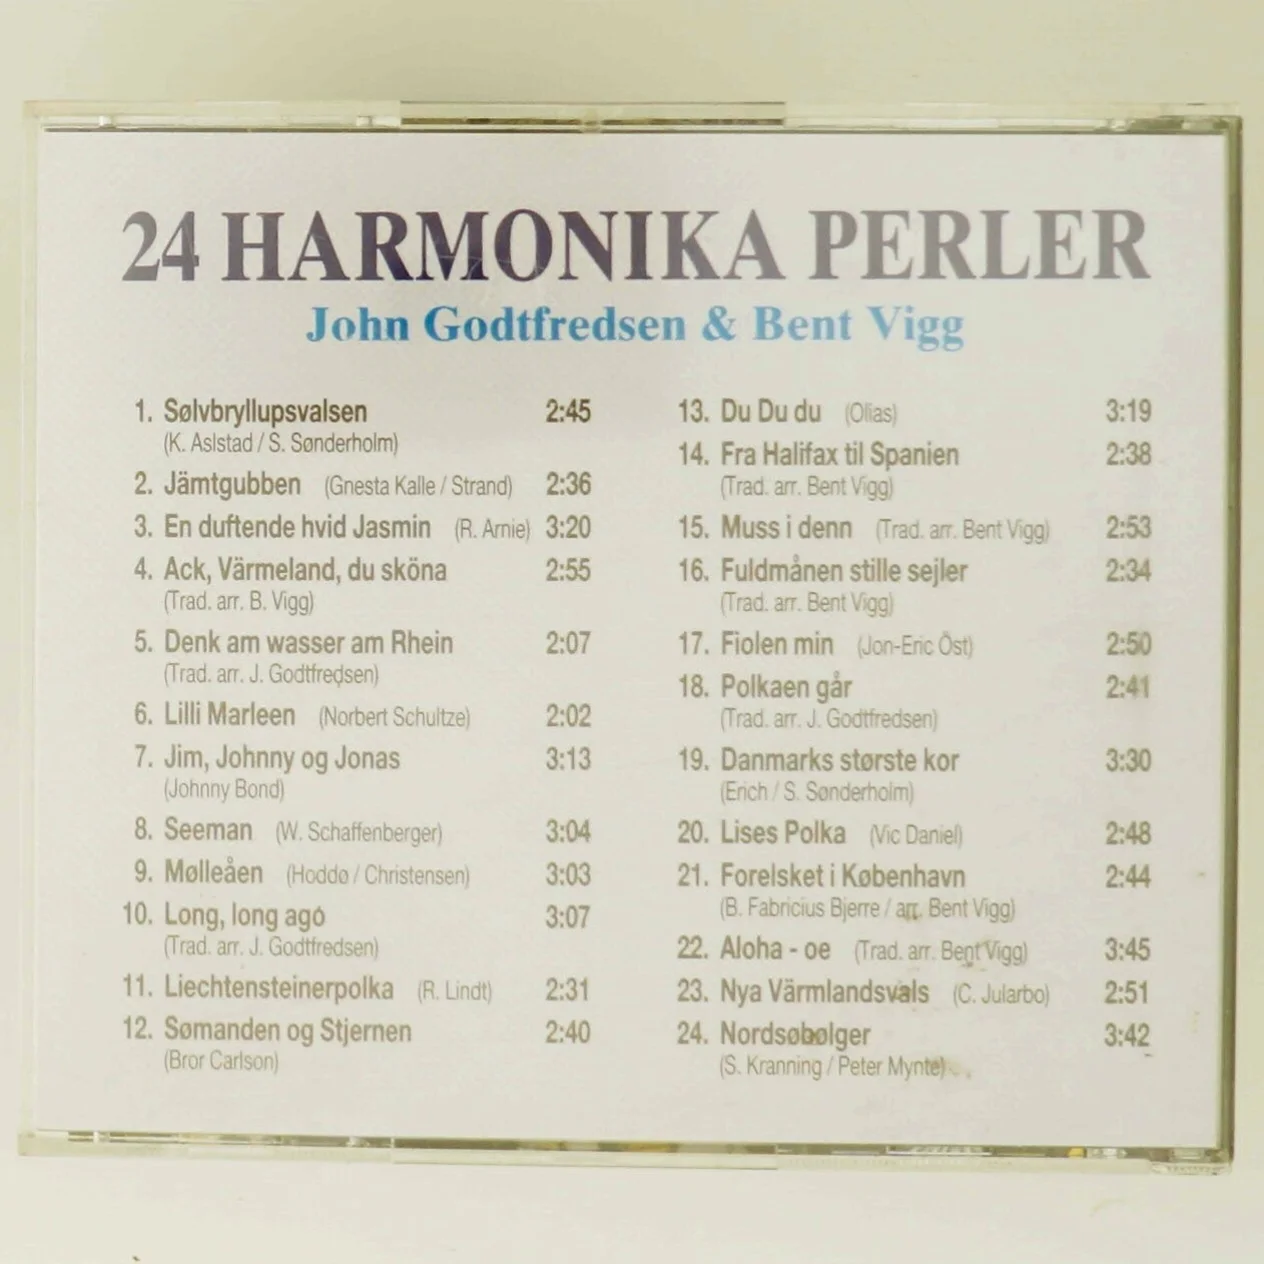 24 HARMONIKA PERLER
John Godtfredsen & Bent Vigg
1. Sølvbryllupsvalsen 2:45
(K. Aslstad / S. Sønderholm)
2. Jämtgubben (Gnesta Kalle / Strand) 2:36
3. En duftende hvid Jasmin (R. Arnie) 3:20
4. Ack, Värmeland, du sköna 2:55
(Trad. arr. B. Vigg)
5. Denk am wasser am Rhein 2:07
(Trad. arr. J. Godtfredsen)
6. Lilli Marleen (Norbert Schultze) 2:02
7. Jim, Johnny og Jonas 3:13
(Johnny Bond)
8. Seeman (W. Schaffenberger) 3:04
9. Mølleåen (Hoddø / Christensen) 3:03
10. Long, long ago 3:07
(Trad. arr. J. Godtfredsen)
11. Liechtensteinerpolka (R. Lindt) 2:31
12. Sømanden og Stjernen 2:40
(Bror Carlson)
13. Du Du du (Olias) 3:19
14. Fra Halifax til Spanien 2:38
(Trad. arr. Bent Vigg)
15. Muss i denn (Trad. arr. Bent Vigg) 2:53
16. Fuldmånen stille sejler 2:34
(Trad. arr. Bent Vigg)
17. Fiolen min (Jon-Eric Öst) 2:50
18. Polkaen går 2:41
(Trad. arr. J. Godtfredsen)
19. Danmarks største kor 3:30
(Erich / S. Sønderholm)
20. Lises Polka (Vic Daniel) 2:48
21. Forelsket i København 2:44
(B. Fabricius Bjerre / arr. Bent Vigg)
22. Aloha - oe (Trad. arr. Bent Vigg) 3:45
23. Nya Värmlandsvals (C. Jularbo) 2:51
24. Nordsøbølger 3:42
(S. Kranning / Peter Mynte)